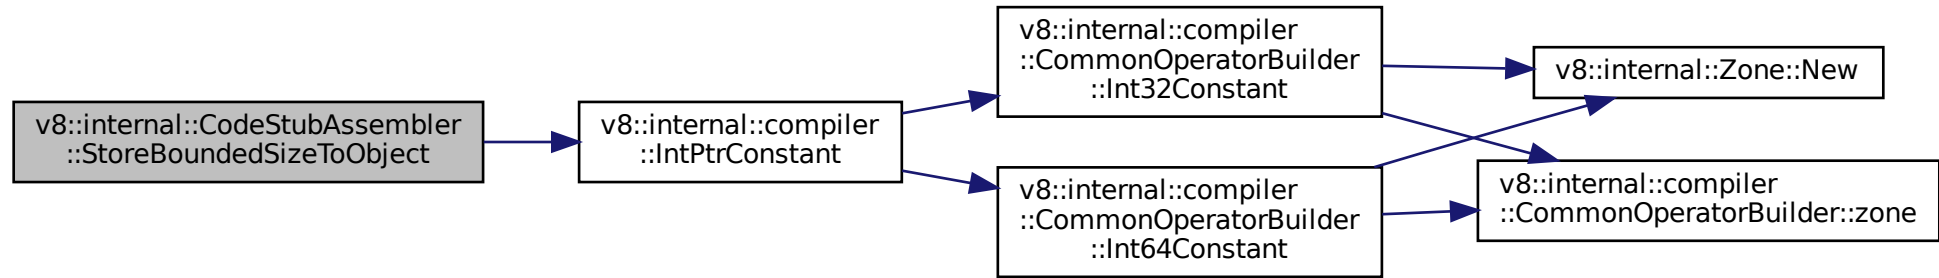 v8::internal::CodeStubAssembler
::StoreBoundedSizeToObject
v8::internal::compiler
::IntPtrConstant
v8::internal::compiler
::CommonOperatorBuilder
::Int32Constant
v8::internal::compiler
::CommonOperatorBuilder
::Int64Constant
v8::internal::Zone::New
v8::internal::compiler
::CommonOperatorBuilder::zone